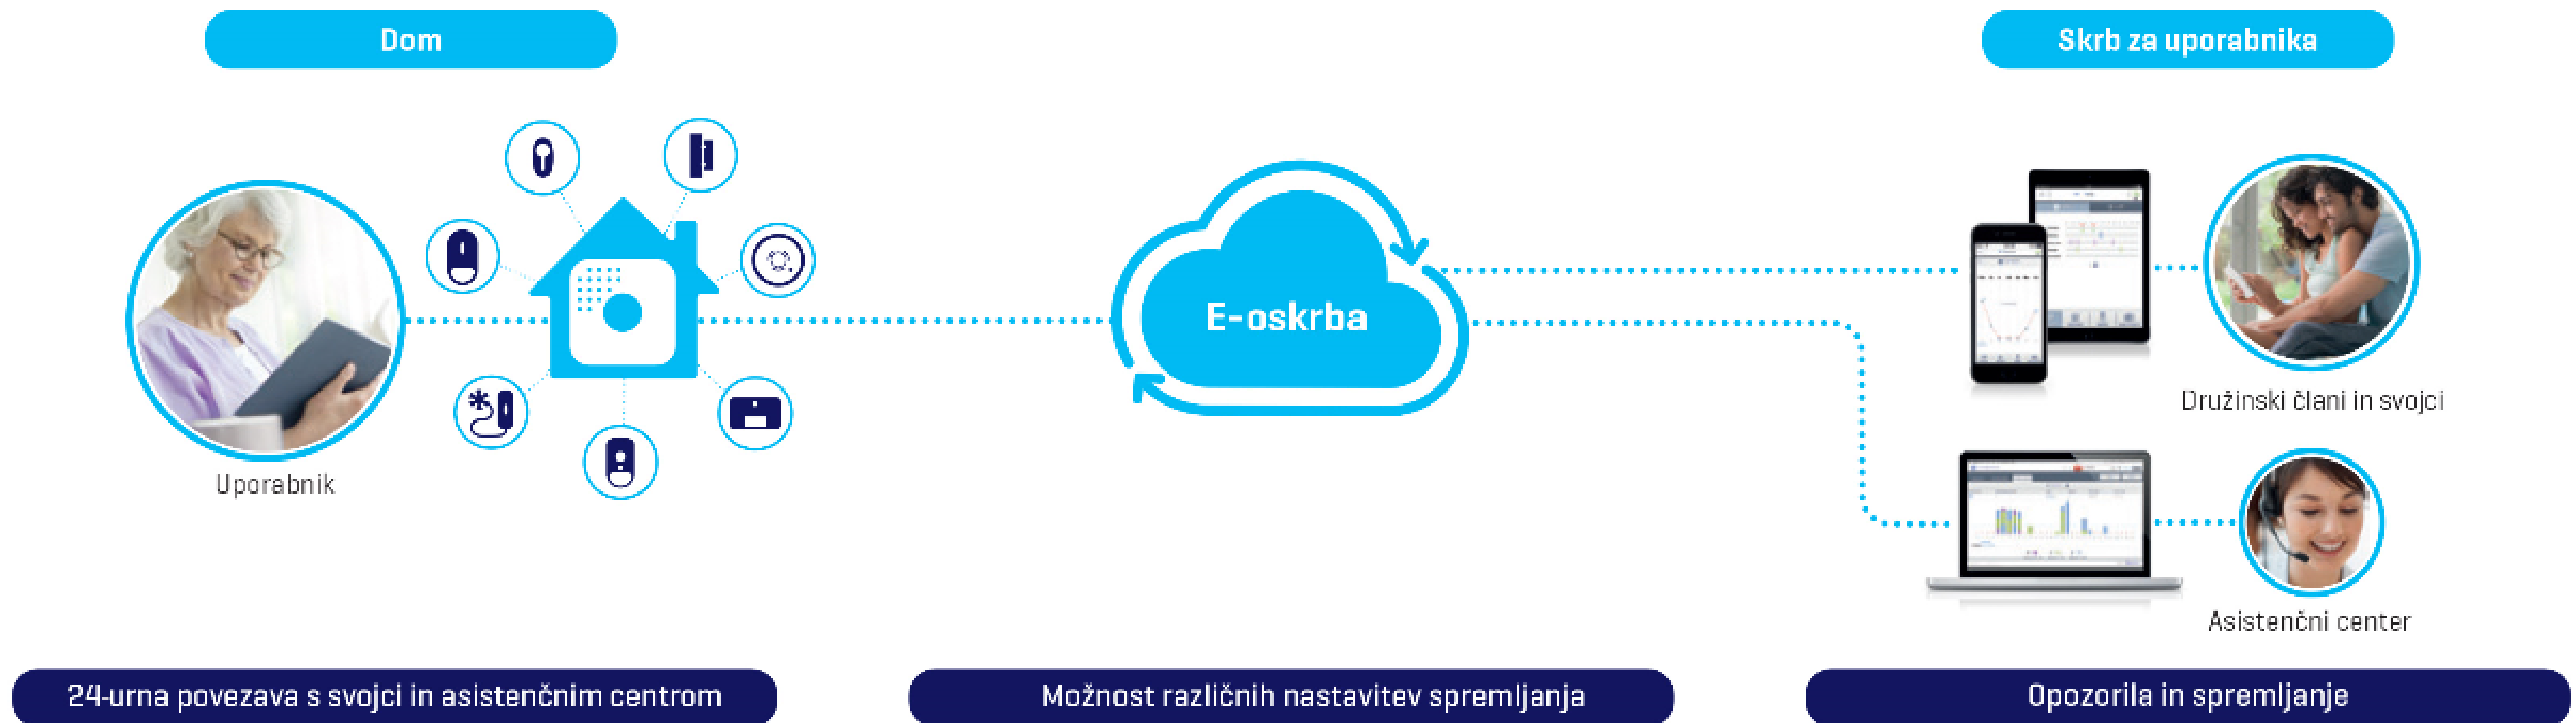 Dom
Skrb za uporabnika
E-oskrba
Uporabnik
Družinski člani in svojci
Asistenčni center
24-urna povezava s svojci in asistenčnim centrom
Možnost različnih nastavitev spremljanja
Opozorila in spremljanje